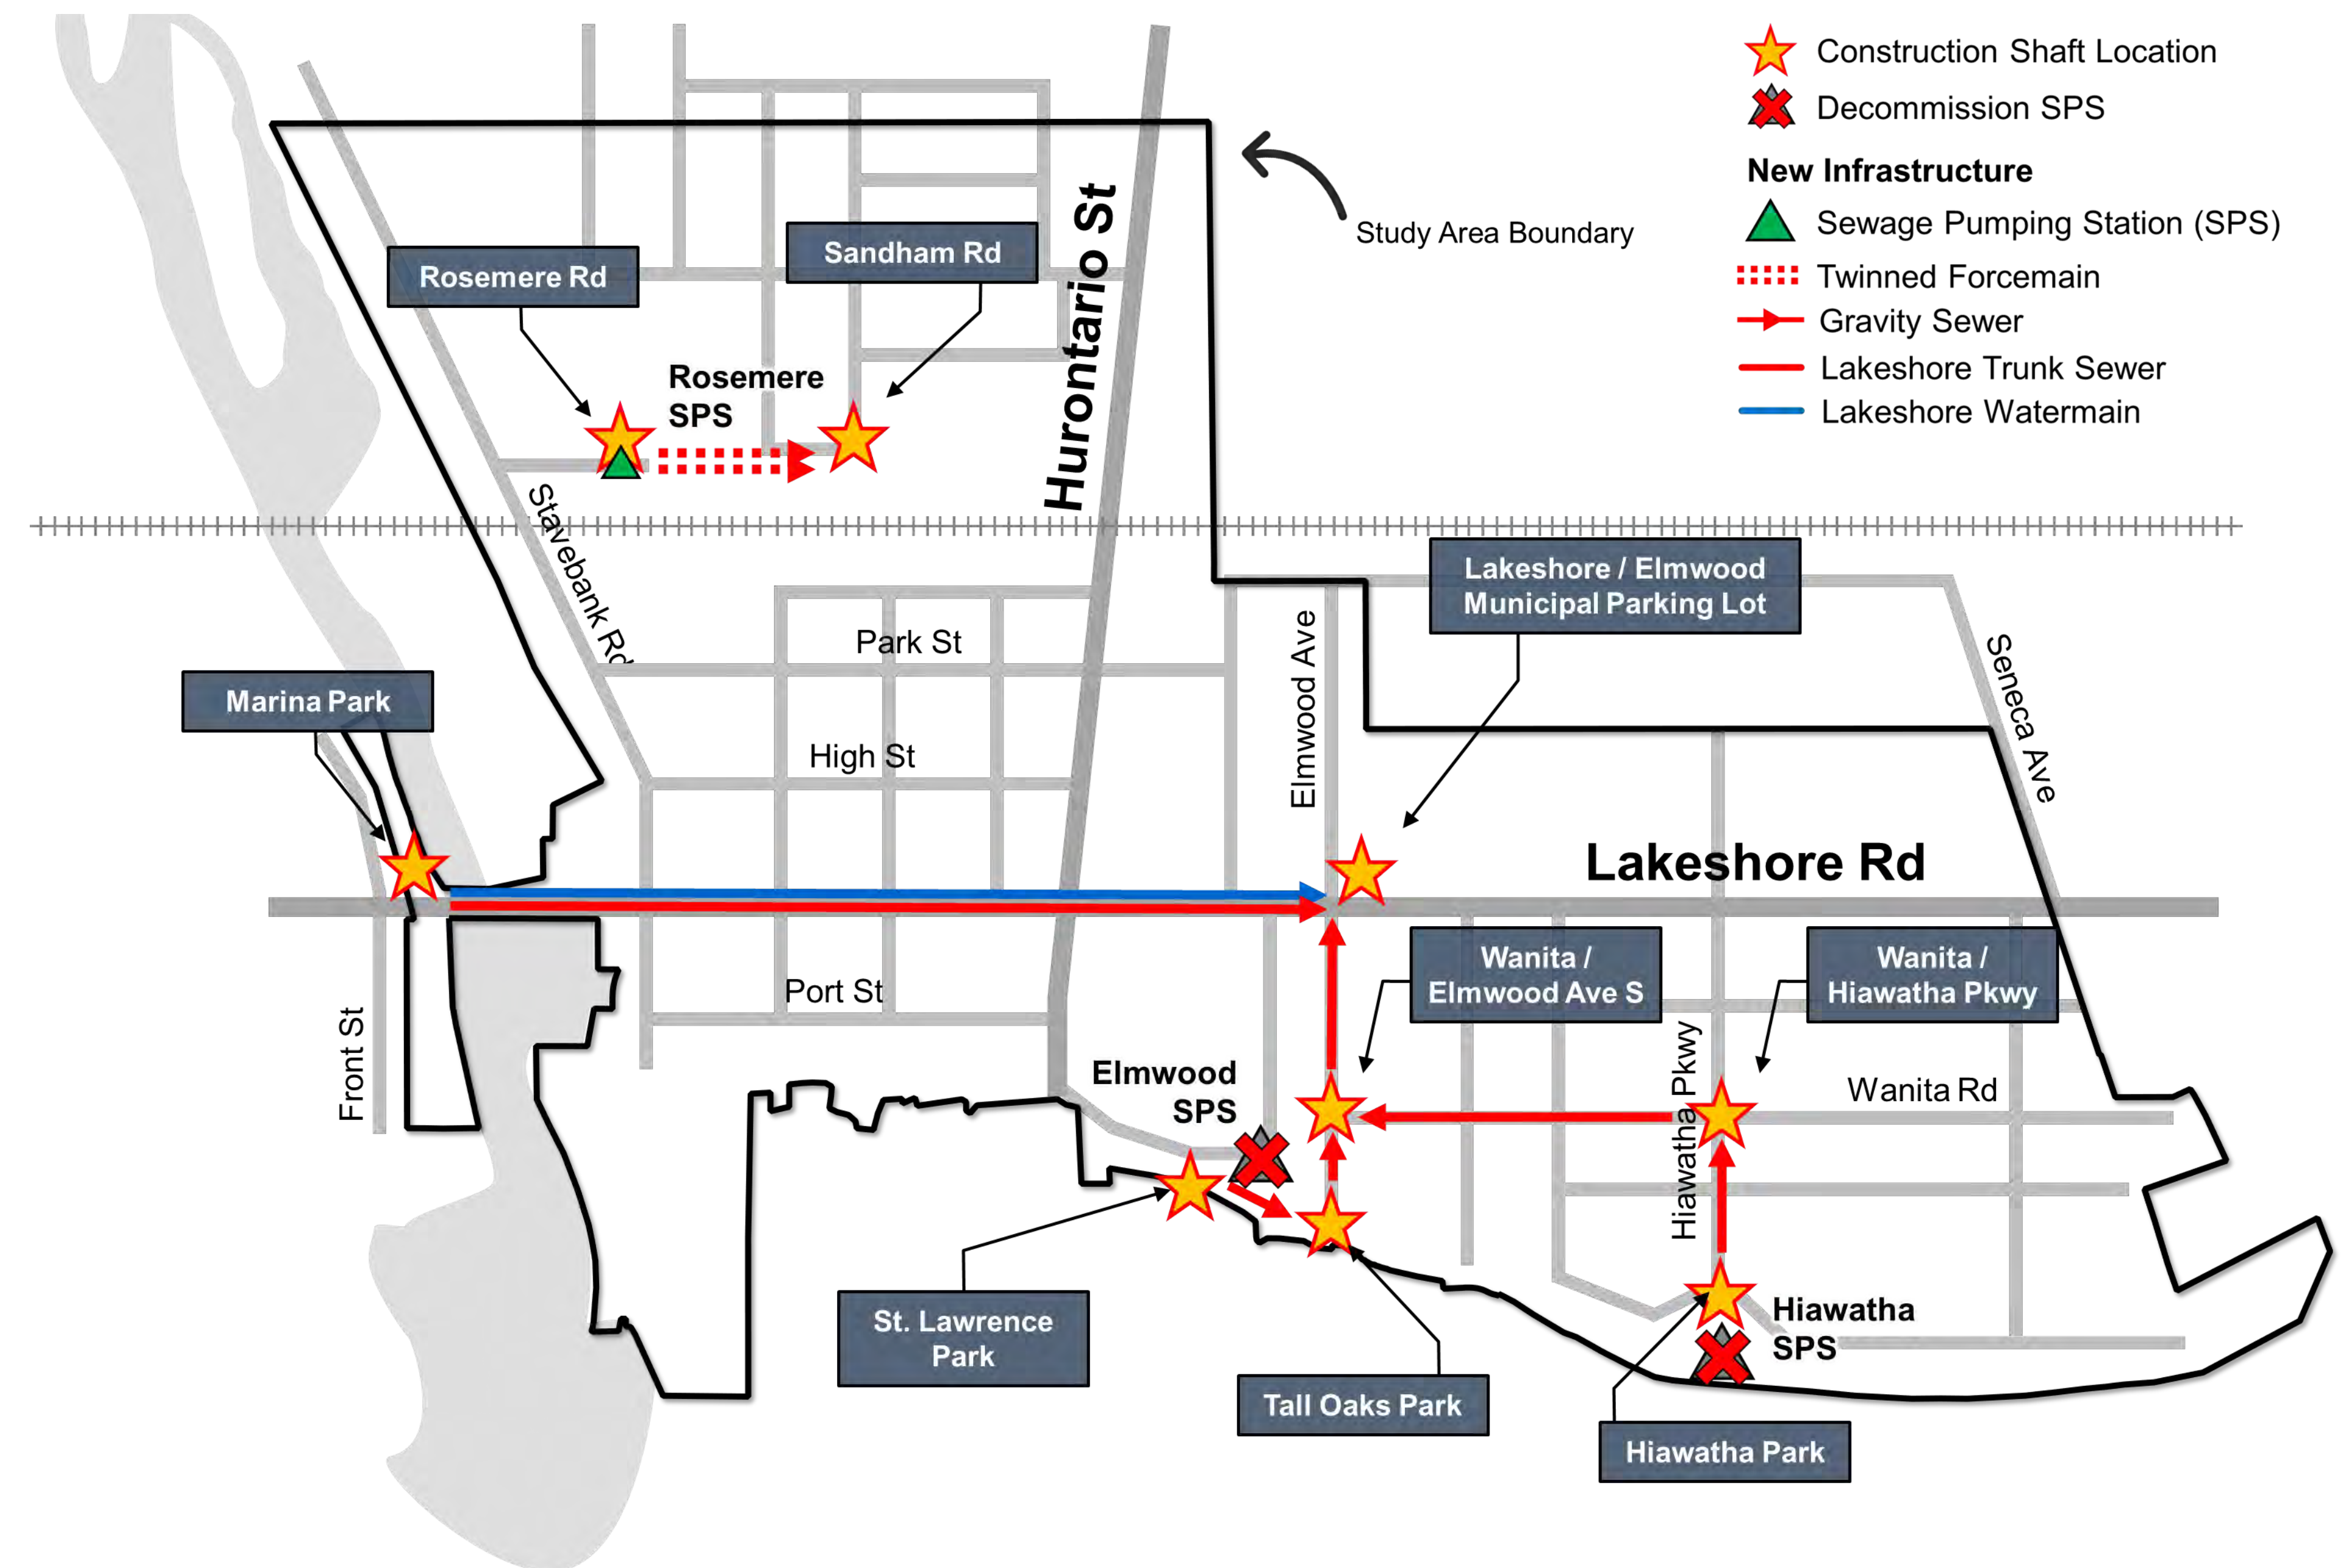 Construction Shaft Location
Decommission SPS
New Infrastructure
Sewage Pumping Station (SPS)
Twinned Forcemain
Gravity Sewer
Lakeshore Trunk Sewer
Lakeshore Watermain
Study Area Boundary
Hurontario St
Sandham Rd
Rosemere Rd
Rosemere
SPS
Stavebank Rd
Lakeshore / Elmwood
Municipal Parking Lot
Park St
Elmwood Ave
Seneca Ave
Marina Park
High St
Lakeshore Rd
Wanita /
Elmwood Ave S
Wanita /
Hiawatha Pkwy
Port St
Front St
Elmwood
SPS
Hiawatha Pkwy
Wanita Rd
St. Lawrence
Park
Hiawatha
SPS
Tall Oaks Park
Hiawatha Park